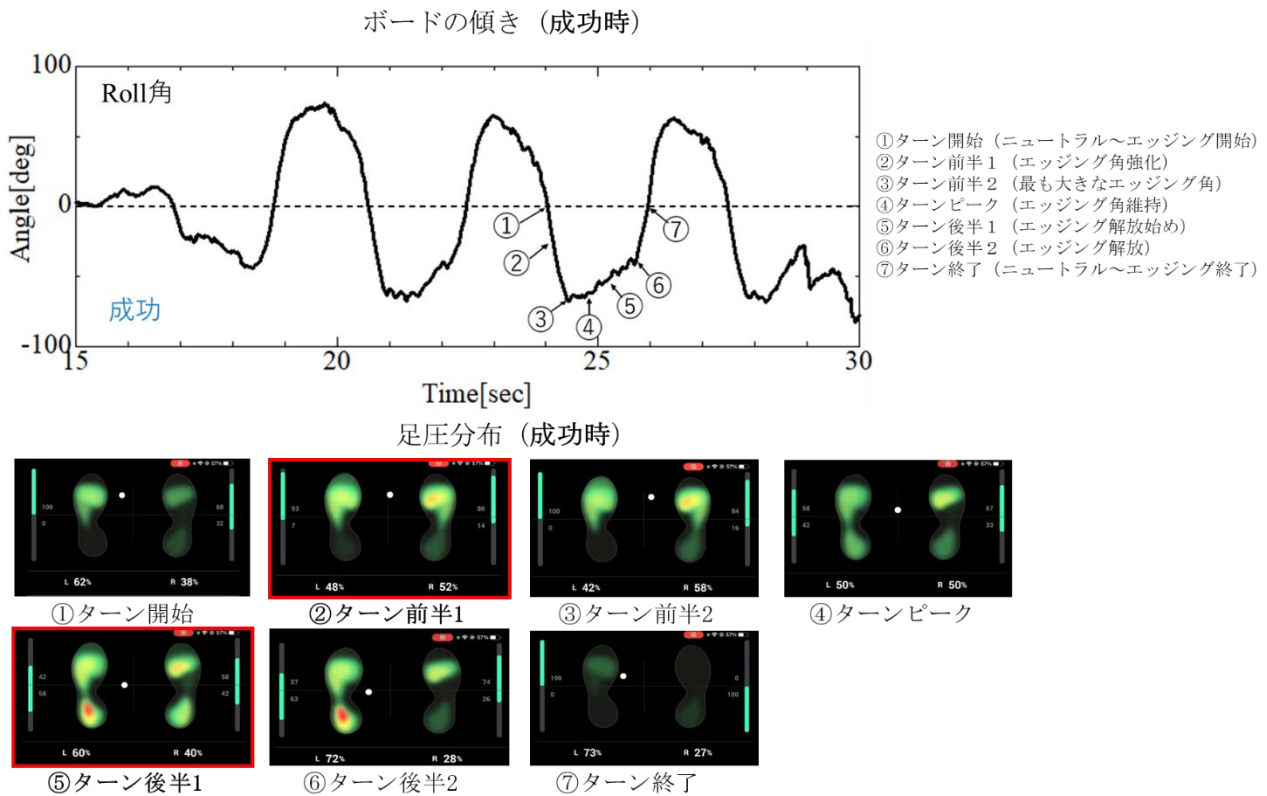 ボードの傾き（成功時）
100
Roll角
0
成功
-100
Angle[deg]
15
20
25
30
Time[sec]
①
②
③
④
⑤
⑥
⑦
①ターン開始（ニュートラル～エッジング開始）
②ターン前半１（エッジング角強化）
③ターン前半２（最も大きなエッジング角）
④ターンピーク（エッジング角維持）
⑤ターン後半１（エッジング解放始め）
⑥ターン後半２（エッジング解放）
⑦ターン終了（ニュートラル～エッジング終了）
足圧分布（成功時）
57%
100
0
68
32
L 62%
R 38%
①ターン開始
57%
93
7
86
14
L 48%
R 52%
②ターン前半1
57%
100
0
84
16
L 42%
R 58%
③ターン前半2
57%
58
42
67
33
L 50%
R 50%
④ターンピーク
57%
42
58
58
42
L 60%
R 40%
⑤ターン後半1
57%
37
63
74
26
L 72%
R 28%
⑥ターン後半2
57%
100
0
0
100
L 73%
R 27%
⑦ターン終了